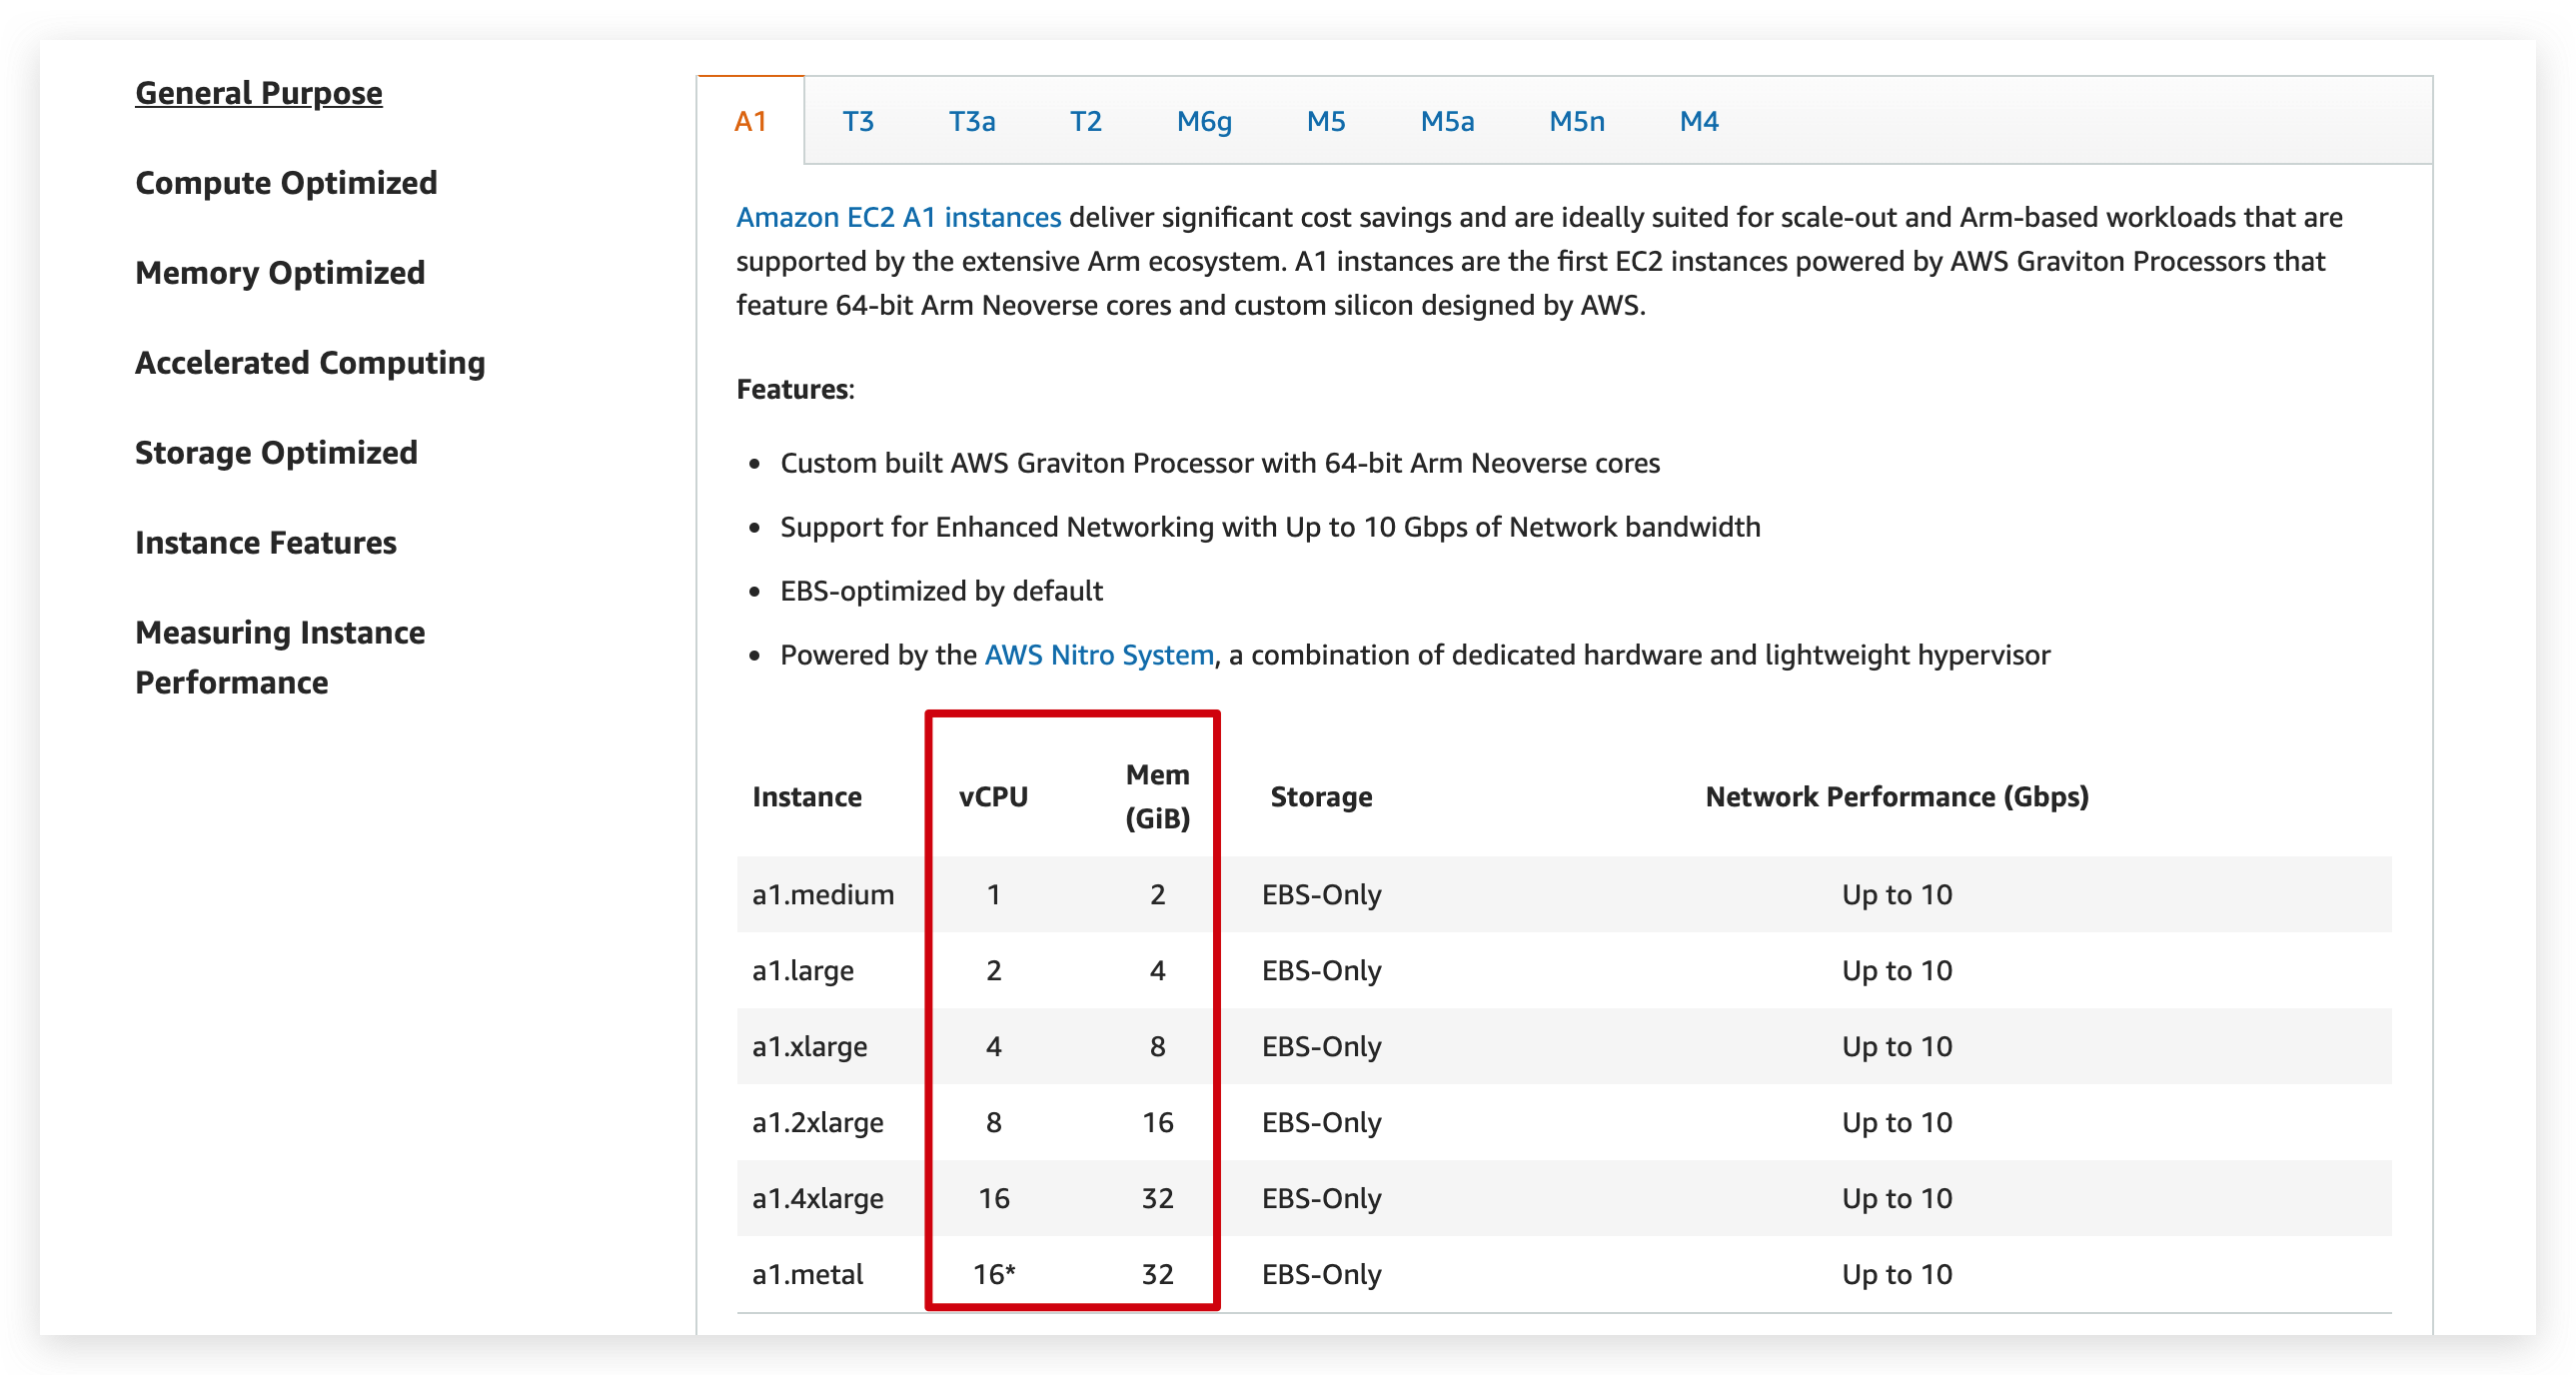 General Purpose
Compute Optimized
Memory Optimized
Accelerated Computing
Storage Optimized
Instance Features
Measuring Instance
Performance
A1 T3 T3a T2 M6g M5 M5a M5n M4
Amazon EC2 A1 instances deliver significant cost savings and are ideally suited for scale-out and Arm-based workloads that are
supported by the extensive Arm ecosystem. A1 instances are the first EC2 instances powered by AWS Graviton Processors that
feature 64-bit Arm Neoverse cores and custom silicon designed by AWS.
Features:
• Custom built AWS Graviton Processor with 64-bit Arm Neoverse cores
• Support for Enhanced Networking with Up to 10 Gbps of Network bandwidth
• EBS-optimized by default
• Powered by the AWS Nitro System, a combination of dedicated hardware and lightweight hypervisor
Instance vCPU Mem (GiB) Storage Network Performance (Gbps)
a1.medium 1 2 EBS-Only Up to 10
a1.large 2 4 EBS-Only Up to 10
a1.xlarge 4 8 EBS-Only Up to 10
a1.2xlarge 8 16 EBS-Only Up to 10
a1.4xlarge 16 32 EBS-Only Up to 10
a1.metal 16* 32 EBS-Only Up to 10